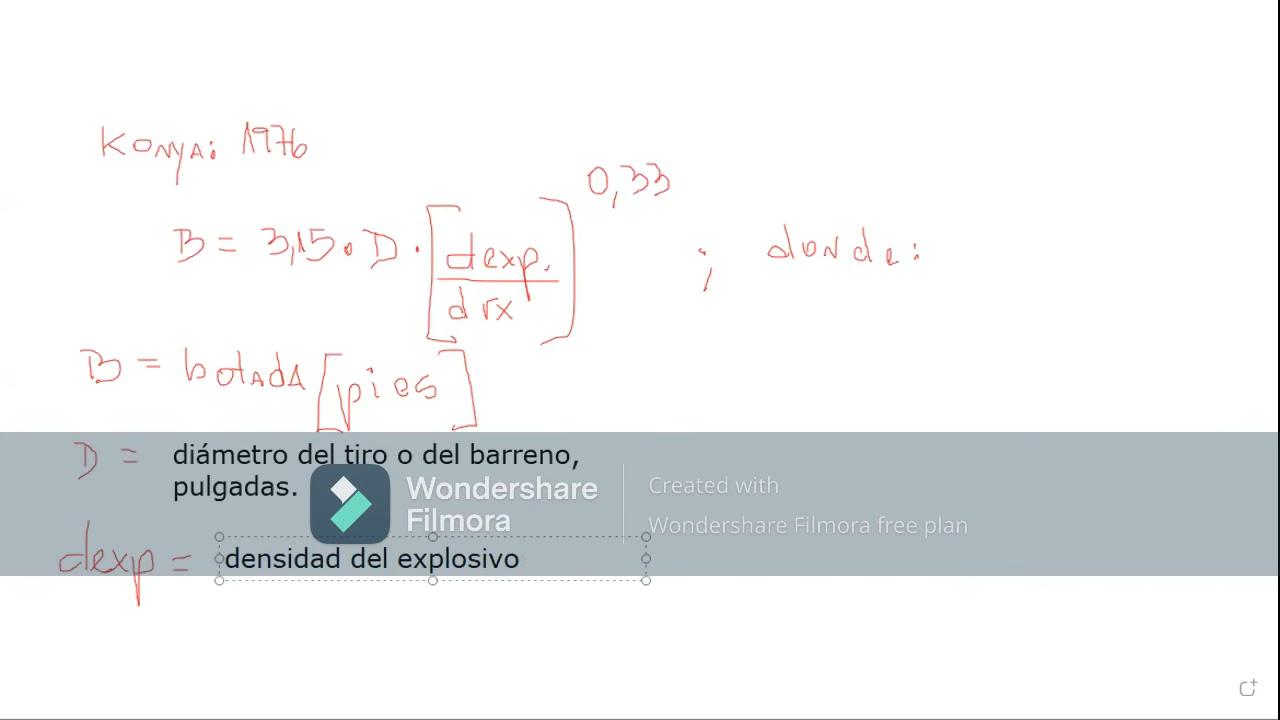 Konya: 1976
B = 3,15 . D . [dexp. / drx]^0,33 ; donde:
B = botada [pies]
D = diámetro del tiro o del barreno,
pulgadas.
Wondershare
Filmora
Created with
Wondershare Filmora free plan
dexp = densidad del explosivo